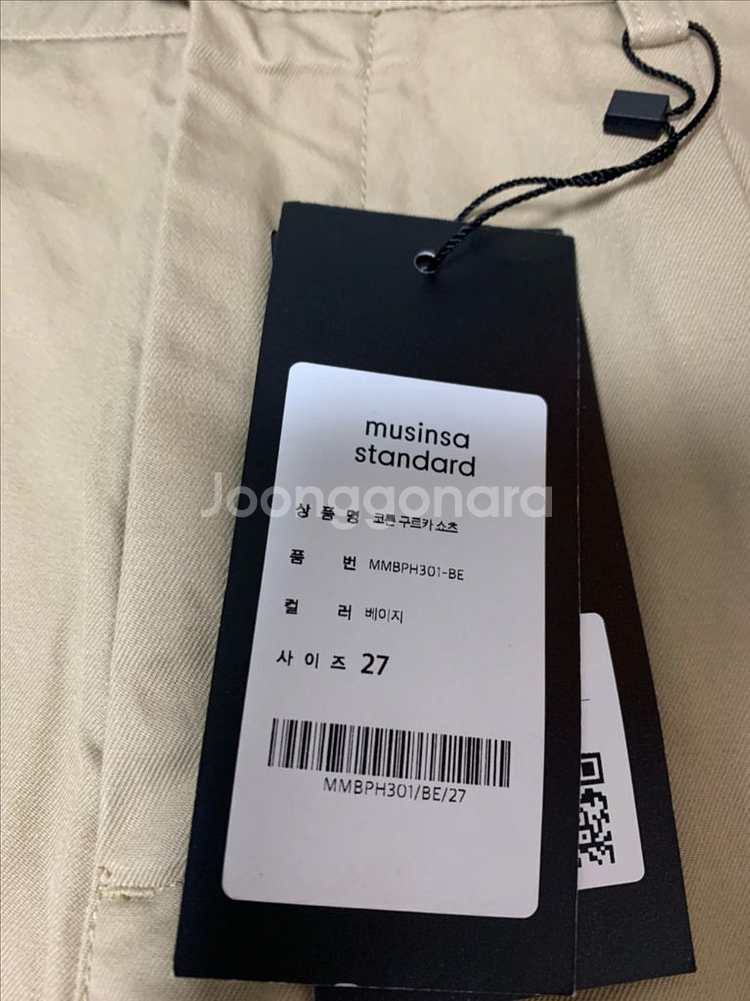 musinsa
standard
Joonggonara
상 품 명 코튼 구르카 쇼츠
품 번 MMBPH301-BE
컬 러 베이지
사 이 즈 27
MMBPH301/BE/27